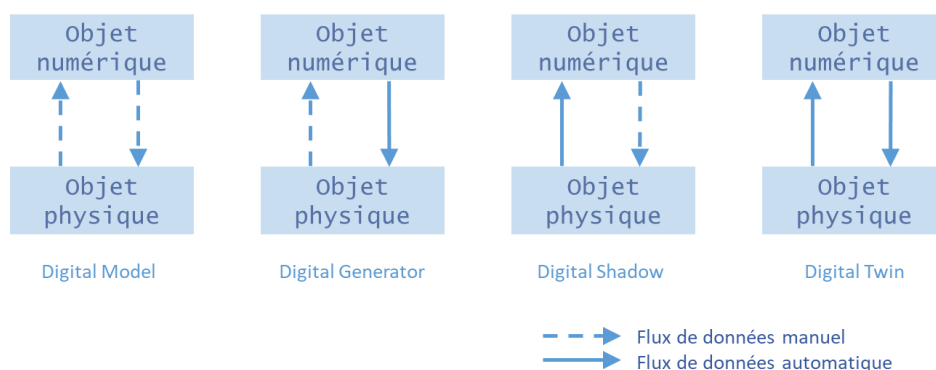 Objet
numérique
Objet
numérique
Objet
numérique
Objet
numérique
Objet
physique
Objet
physique
Objet
physique
Objet
physique
Digital Model
Digital Generator
Digital Shadow
Digital Twin
Flux de données manuel
Flux de données automatique